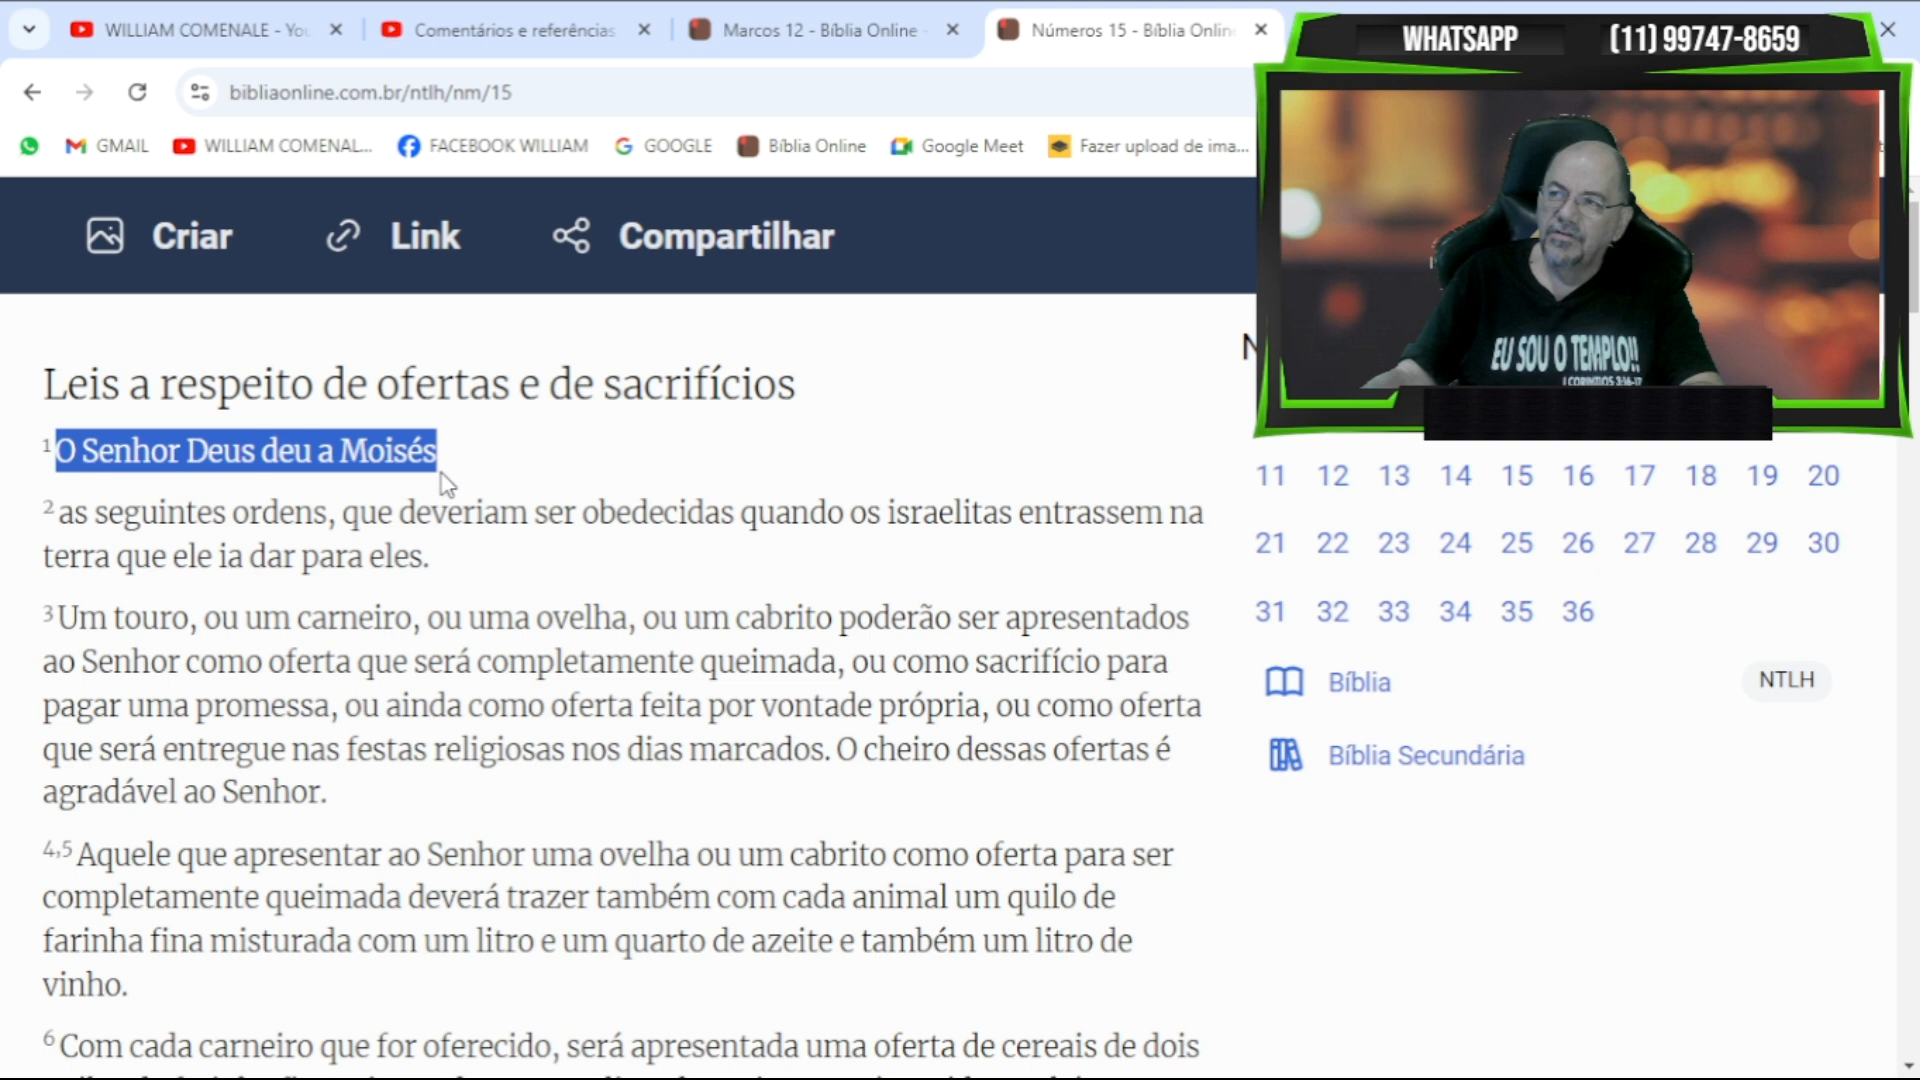 WILLIAM COMENALE - You
Comentários e referências
Marcos 12 - Bíblia Online -
Números 15 - Bíblia Onlin
WHATSAPP (11) 99747-8659
bibliaonline.com.br/ntlh/nm/15
GMAIL
WILLIAM COMENAL...
FACEBOOK WILLIAM
GOOGLE
Bíblia Online
Google Meet
Fazer upload de ima...
Criar
Link
Compartilhar
EU SOU O TEMPLO!!
I CORINTIOS 3:16-17
Leis a respeito de ofertas e de sacrifícios
1 O Senhor Deus deu a Moisés
2 as seguintes ordens, que deveriam ser obedecidas quando os israelitas entrassem na
terra que ele ia dar para eles.
3 Um touro, ou um carneiro, ou uma ovelha, ou um cabrito poderão ser apresentados
ao Senhor como oferta que será completamente queimada, ou como sacrifício para
pagar uma promessa, ou ainda como oferta feita por vontade própria, ou como oferta
que será entregue nas festas religiosas nos dias marcados. O cheiro dessas ofertas é
agradável ao Senhor.
4,5 Aquele que apresentar ao Senhor uma ovelha ou um cabrito como oferta para ser
completamente queimada deverá trazer também com cada animal um quilo de
farinha fina misturada com um litro e um quarto de azeite e também um litro de
vinho.
6 Com cada carneiro que for oferecido, será apresentada uma oferta de cereais de dois
N
11 12 13 14 15 16 17 18 19 20
21 22 23 24 25 26 27 28 29 30
31 32 33 34 35 36
Bíblia
NTLH
Bíblia Secundária